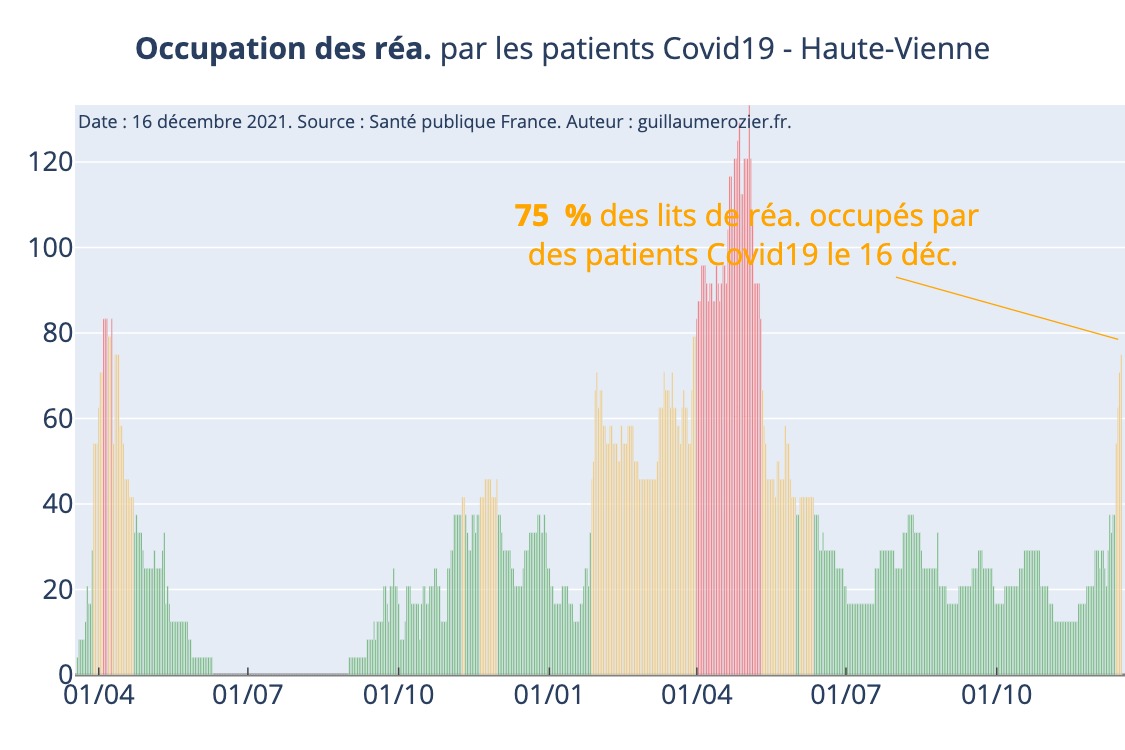 Occupation des réa. par les patients Covid19 - Haute-Vienne
Date : 16 décembre 2021. Source : Santé publique France. Auteur : guillaumerozier.fr.
120
75 % des lits de réa. occupés par
des patients Covid19 le 16 déc.
100
80
60
40
20
0
01/04 01/07 01/10 01/01 01/04 01/07 01/10